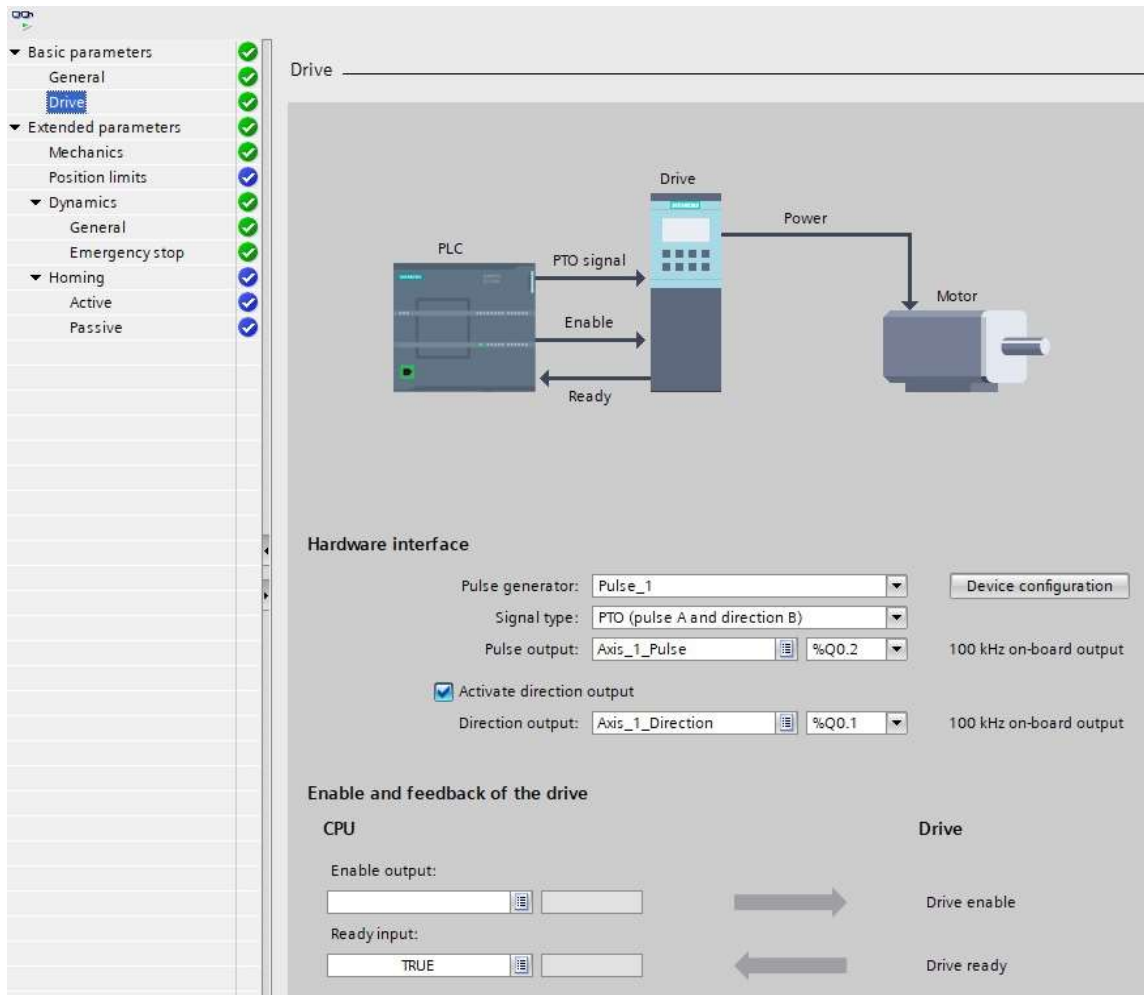 Basic parameters
General
Drive
Extended parameters
Mechanics
Position limits
Dynamics
General
Emergency stop
Homing
Active
Passive
Drive
Drive
Power
PLC
PTO signal
Motor
Enable
Ready
Hardware interface
Pulse generator: Pulse_1 Device configuration
Signal type: PTO (pulse A and direction B)
Pulse output: Axis_1_Pulse %Q0.2 100 kHz on-board output
Activate direction output
Direction output: Axis_1_Direction %Q0.1 100 kHz on-board output
Enable and feedback of the drive
CPU Drive
Enable output:
Drive enable
Ready input:
TRUE Drive ready